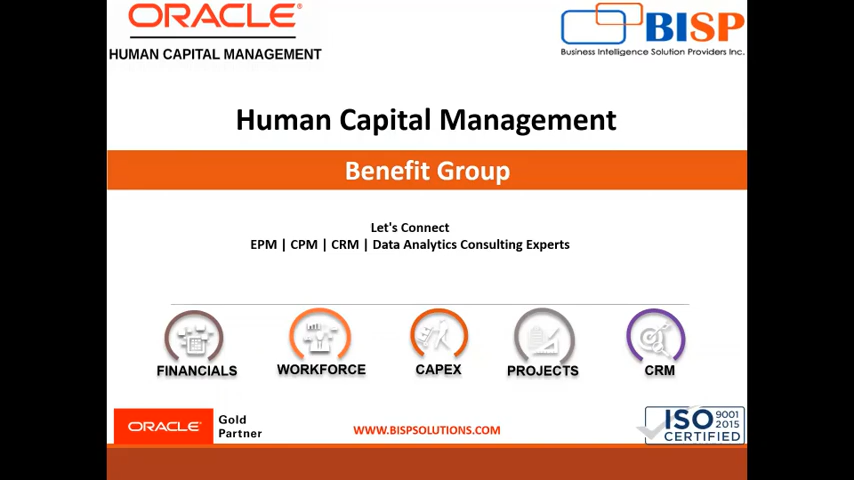 ORACLE®
HUMAN CAPITAL MANAGEMENT
BISP
Business Intelligence Solution Providers Inc.
Human Capital Management
Benefit Group
Let's Connect
EPM | CPM | CRM | Data Analytics Consulting Experts
FINANCIALS
WORKFORCE
CAPEX
PROJECTS
CRM
ORACLE®
Gold
Partner
WWW.BISPSOLUTIONS.COM
ISO 9001
2015
CERTIFIED